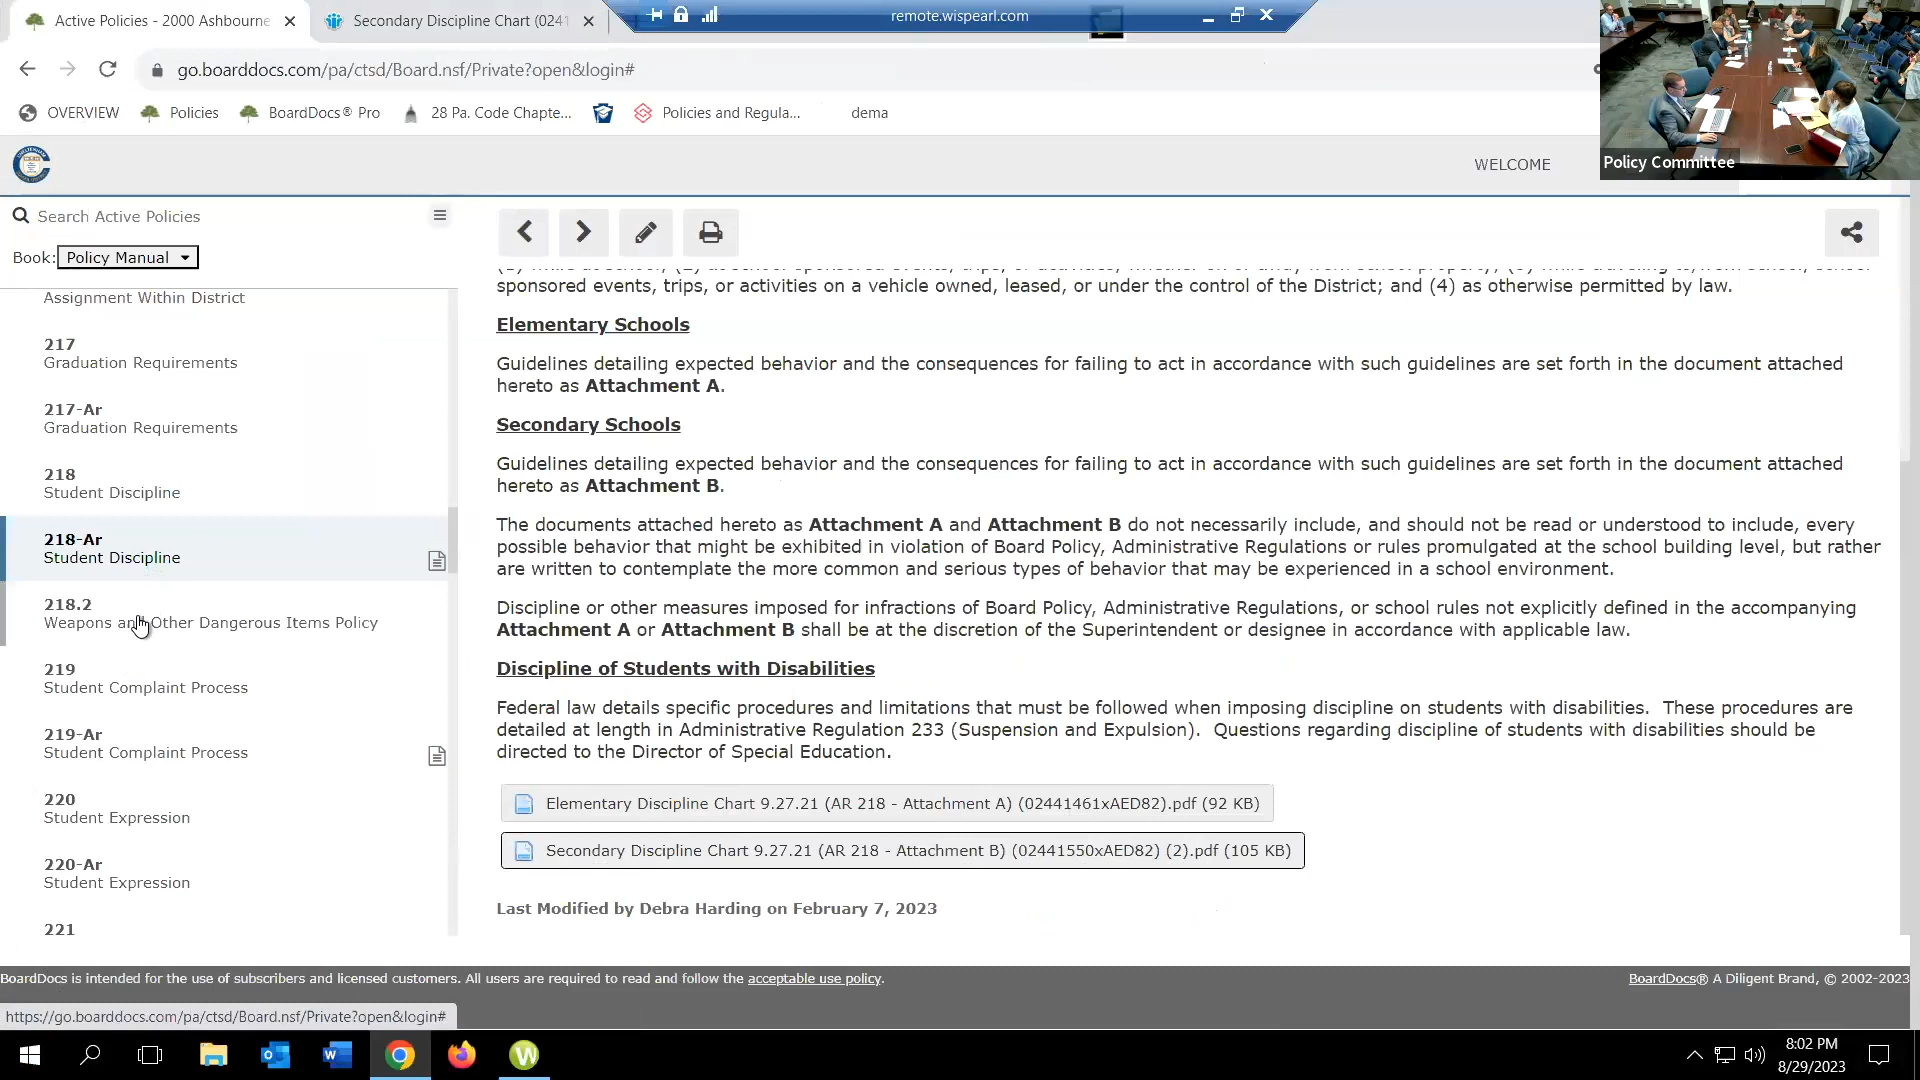 Active Policies - 2000 Ashbourne
Secondary Discipline Chart (0241
remote.wispearl.com
go.boarddocs.com/pa/ctsd/Board.nsf/Private?open&login#
OVERVIEW
Policies
BoardDocs® Pro
28 Pa. Code Chapte...
Policies and Regula...
dema
Policy Committee
WELCOME
Search Active Policies
Book: Policy Manual
Assignment Within District
217
Graduation Requirements
217-Ar
Graduation Requirements
218
Student Discipline
218-Ar
Student Discipline
218.2
Weapons and Other Dangerous Items Policy
219
Student Complaint Process
219-Ar
Student Complaint Process
220
Student Expression
220-Ar
Student Expression
221
sponsored events, trips, or activities on a vehicle owned, leased, or under the control of the District; and (4) as otherwise permitted by law.
Elementary Schools
Guidelines detailing expected behavior and the consequences for failing to act in accordance with such guidelines are set forth in the document attached
hereto as Attachment A.
Secondary Schools
Guidelines detailing expected behavior and the consequences for failing to act in accordance with such guidelines are set forth in the document attached
hereto as Attachment B.
The documents attached hereto as Attachment A and Attachment B do not necessarily include, and should not be read or understood to include, every
possible behavior that might be exhibited in violation of Board Policy, Administrative Regulations or rules promulgated at the school building level, but rather
are written to contemplate the more common and serious types of behavior that may be experienced in a school environment.
Discipline or other measures imposed for infractions of Board Policy, Administrative Regulations, or school rules not explicitly defined in the accompanying
Attachment A or Attachment B shall be at the discretion of the Superintendent or designee in accordance with applicable law.
Discipline of Students with Disabilities
Federal law details specific procedures and limitations that must be followed when imposing discipline on students with disabilities.  These procedures are
detailed at length in Administrative Regulation 233 (Suspension and Expulsion).  Questions regarding discipline of students with disabilities should be
directed to the Director of Special Education.
Elementary Discipline Chart 9.27.21 (AR 218 - Attachment A) (02441461xAED82).pdf (92 KB)
Secondary Discipline Chart 9.27.21 (AR 218 - Attachment B) (02441550xAED82) (2).pdf (105 KB)
Last Modified by Debra Harding on February 7, 2023
BoardDocs is intended for the use of subscribers and licensed customers. All users are required to read and follow the acceptable use policy.
BoardDocs® A Diligent Brand, © 2002-2023
https://go.boarddocs.com/pa/ctsd/Board.nsf/Private?open&login#
8:02 PM
8/29/2023